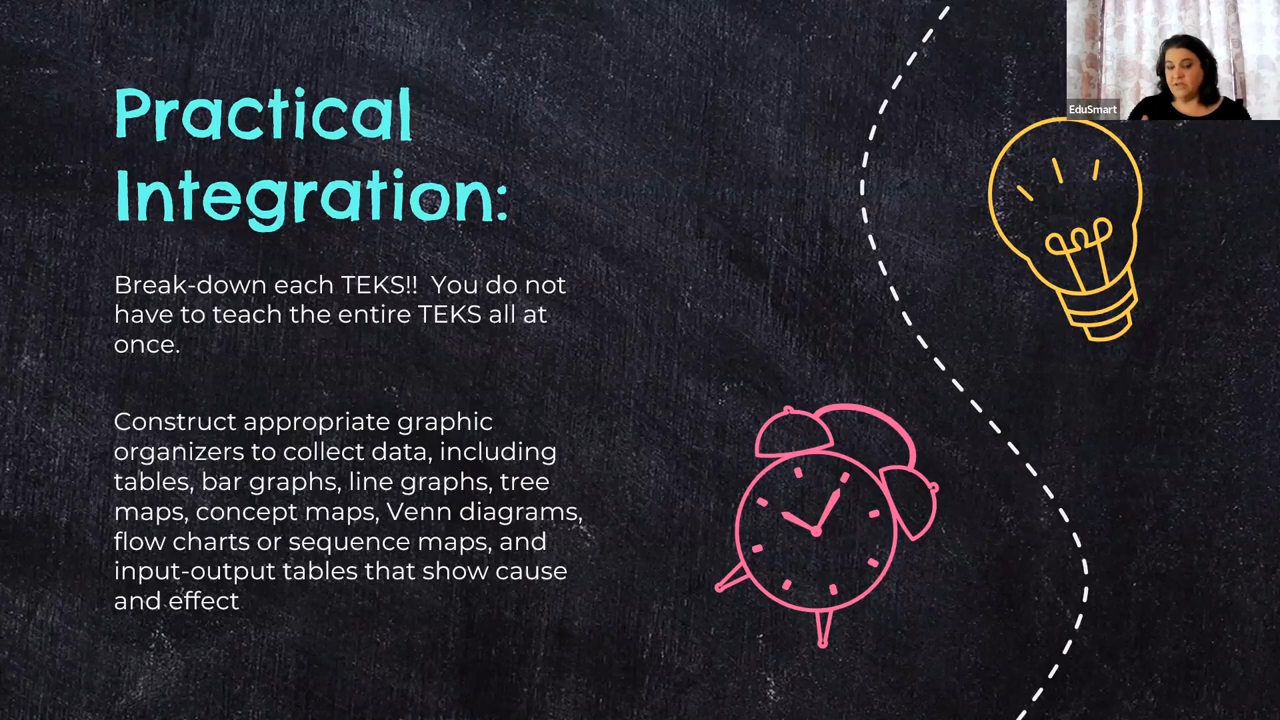 Practical
Integration:
Break-down each TEKS!!  You do not
have to teach the entire TEKS all at
once.
Construct appropriate graphic
organizers to collect data, including
tables, bar graphs, line graphs, tree
maps, concept maps, Venn diagrams,
flow charts or sequence maps, and
input-output tables that show cause
and effect
EduSmart